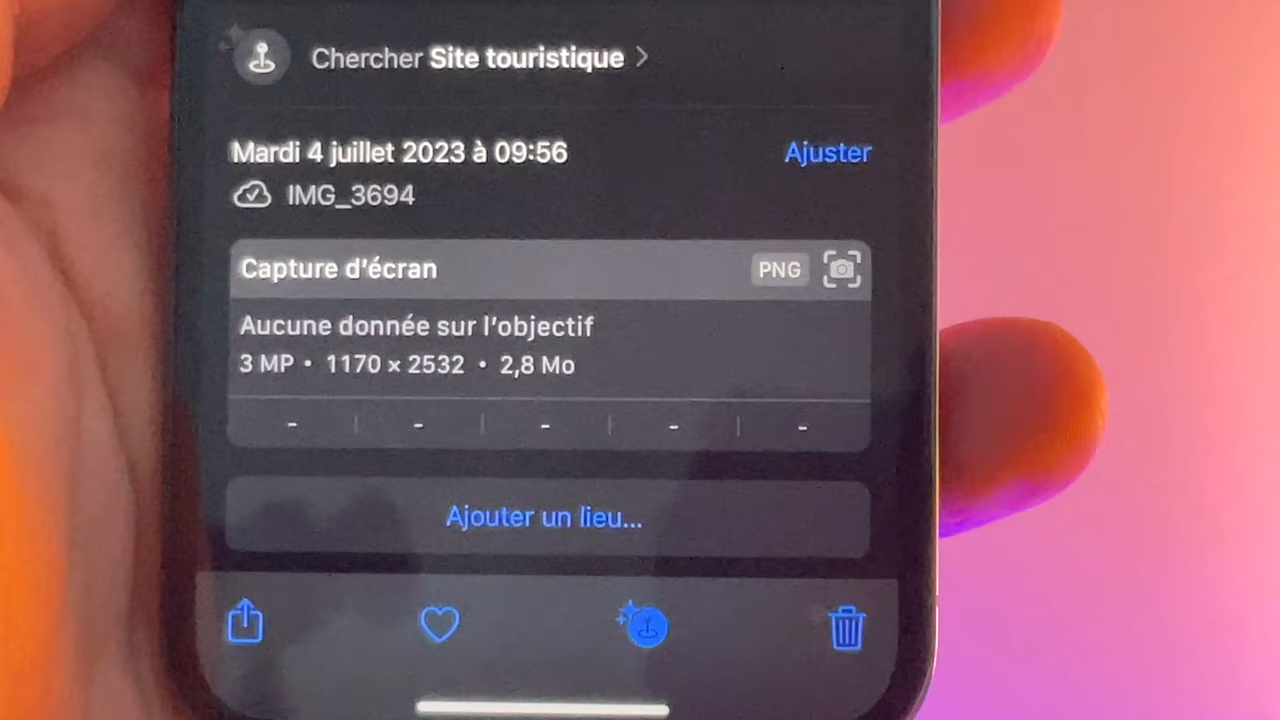 Chercher Site touristique
Mardi 4 juillet 2023 à 09:56 Ajuster
IMG_3694
Capture d'écran PNG
Aucune donnée sur l'objectif
3 MP • 1170 × 2532 • 2,8 Mo
- - - - -
Ajouter un lieu...